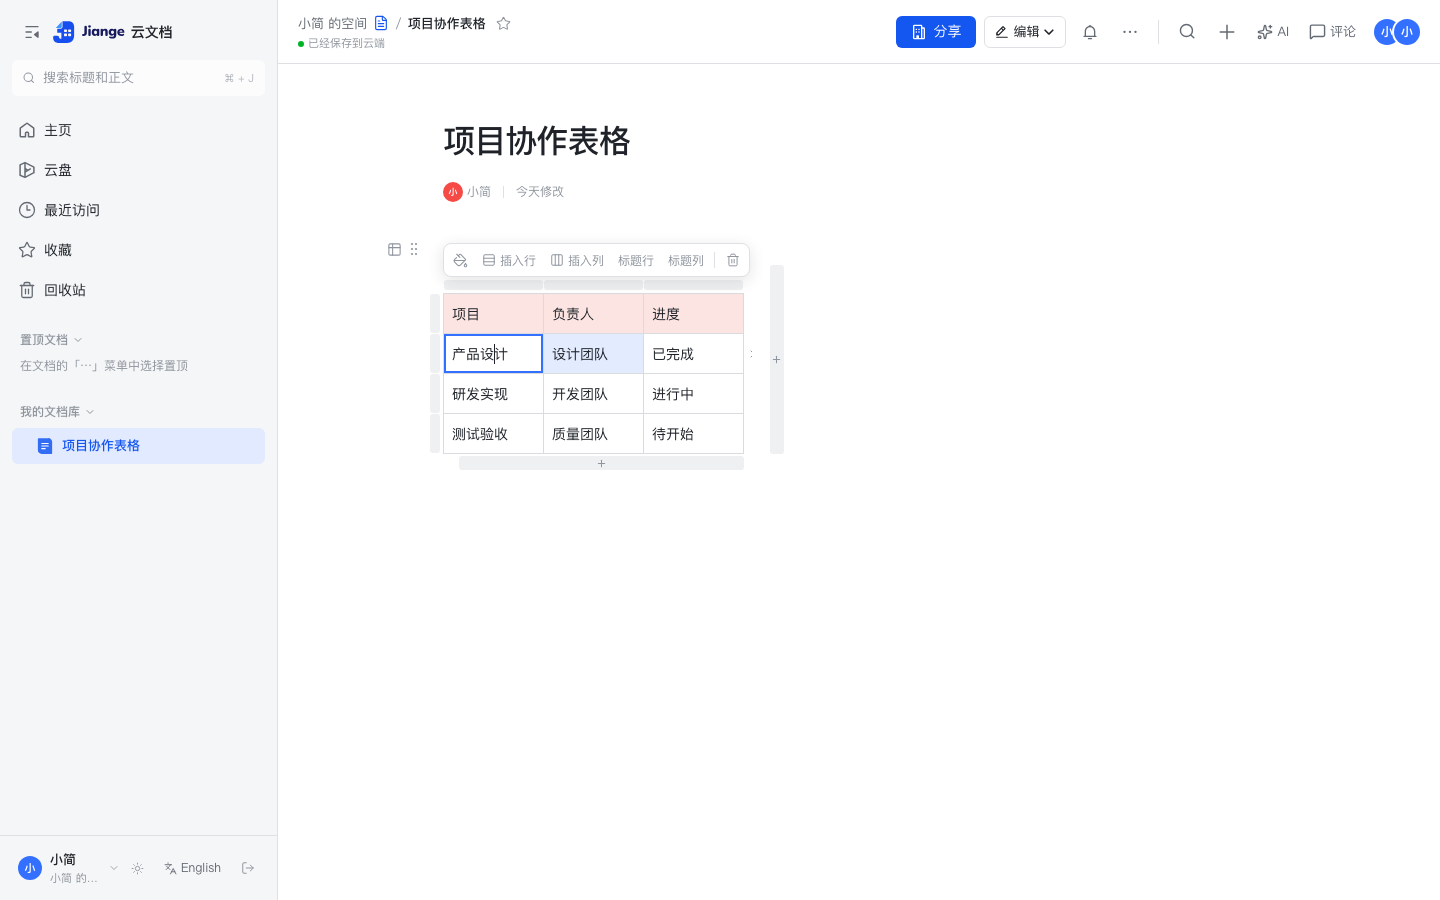 Jiange 云文档
搜索标题和正文 ⌘ + J
主页
云盘
最近访问
收藏
回收站
置顶文档
在文档的「…」菜单中选择置顶
我的文档库
项目协作表格
小 小简
小简 的...
English
小简 的空间 / 项目协作表格
已经保存到云端
分享
编辑
AI
评论
小 小
项目协作表格
小 小简 今天修改
插入行 插入列 标题行 标题列
项目 负责人 进度
产品设计 设计团队 已完成
研发实现 开发团队 进行中
测试验收 质量团队 待开始
+
+